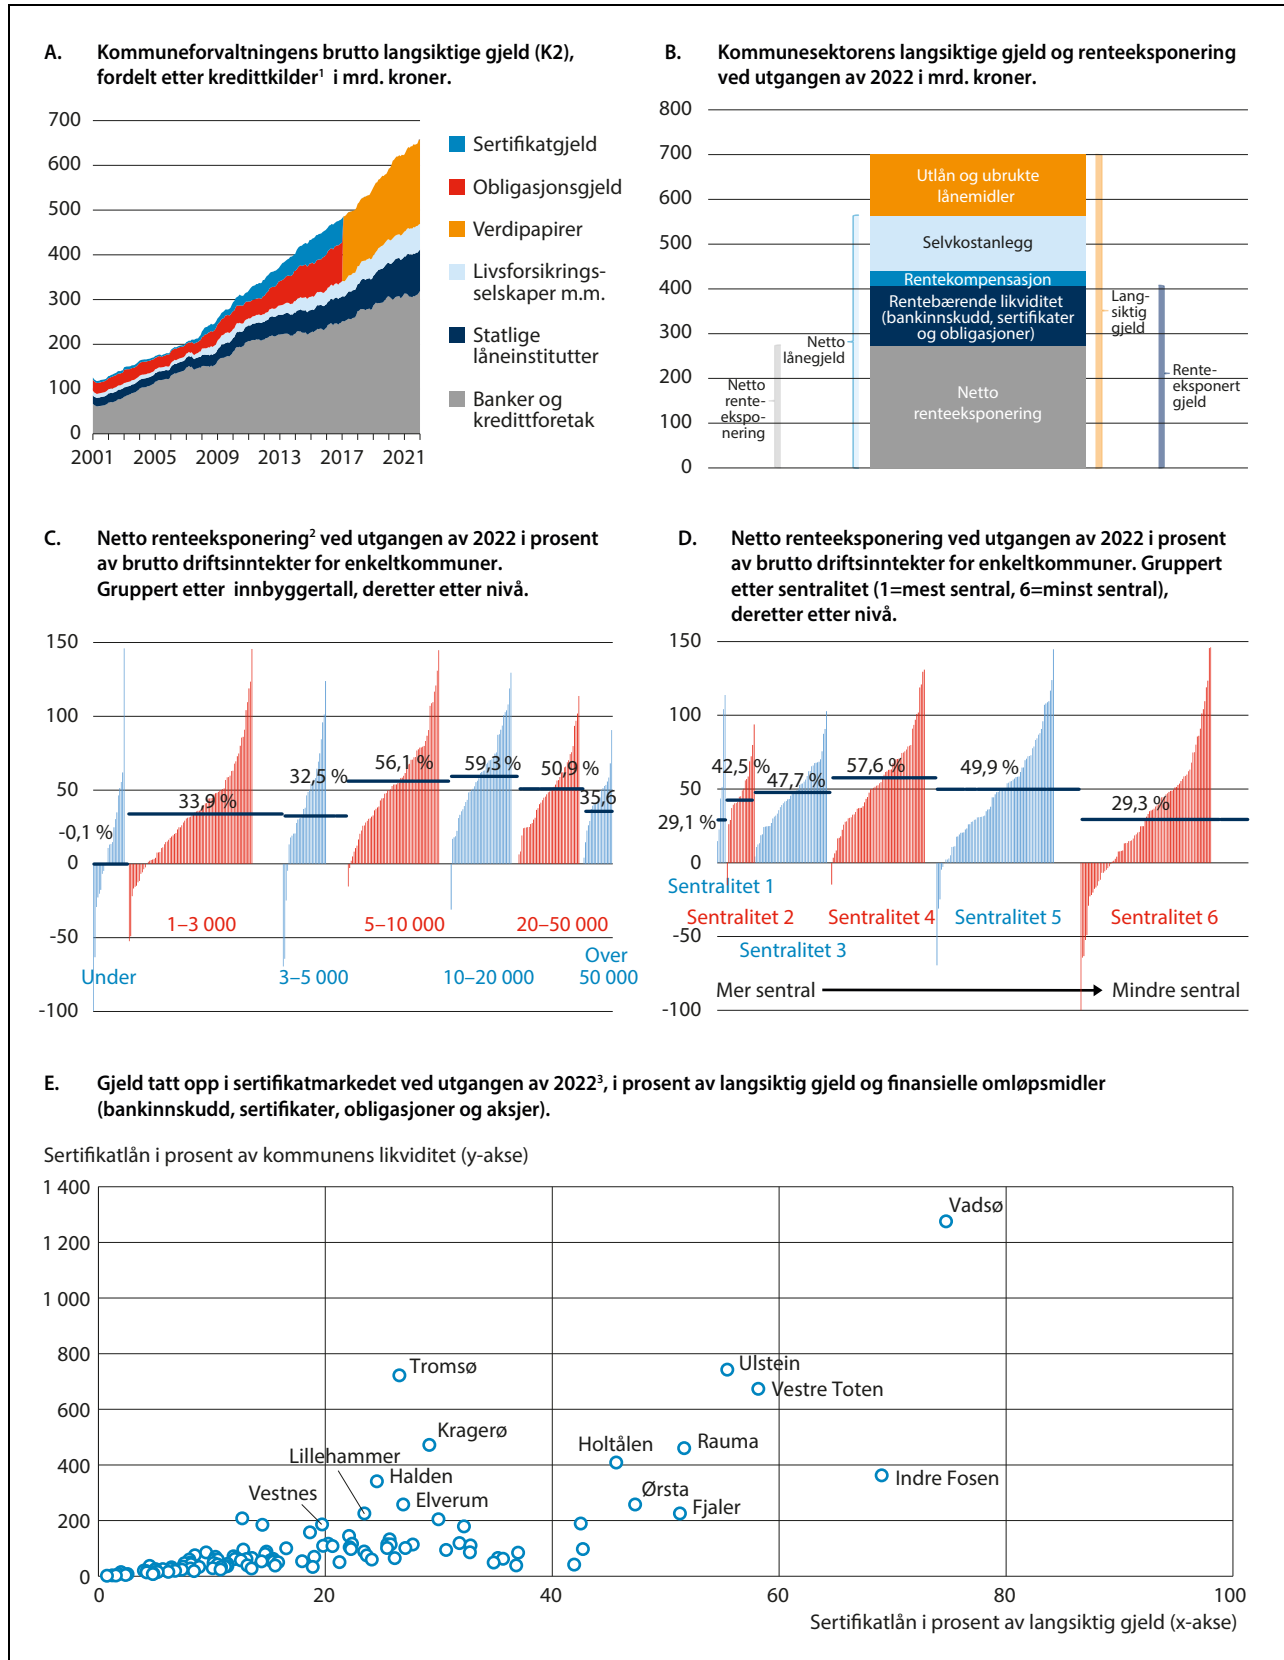 A. Kommuneforvaltningens brutto langsiktige gjeld (K2),
fordelt etter kredittkilder¹ i mrd. kroner.
700
600
500
400
300
200
100
0
2001 2005 2009 2013 2017 2021
Sertifikatgjeld
Obligasjonsgjeld
Verdipapirer
Livsforsikrings-
selskaper m.m.
Statlige
låneinstitutter
Banker og
kredittforetak
B. Kommunesektorens langsiktige gjeld og renteeksponering
ved utgangen av 2022 i mrd. kroner.
800
700
600
500
400
300
200
100
0
Utlån og ubrukte
lånemidler
Selvkostanlegg
Rentekompensasjon
Rentebærende likviditet
(bankinnskudd, sertifikater
og obligasjoner)
Netto
renteeksponering
Netto
rente-
ekspo-
nering
Netto
lånegjeld
Lang-
siktig
gjeld
Rente-
eksponert
gjeld
C. Netto renteeksponering² ved utgangen av 2022 i prosent
av brutto driftsinntekter for enkeltkommuner.
Gruppert etter innbyggertall, deretter etter nivå.
150
100
50
0
-50
-100
-0,1 %
33,9 %
32,5 %
56,1 %
59,3 %
50,9 %
35,6
Under
1–3 000
3–5 000
5–10 000
10–20 000
20–50 000
Over
50 000
D. Netto renteeksponering ved utgangen av 2022 i prosent
av brutto driftsinntekter for enkeltkommuner. Gruppert
etter sentralitet (1=mest sentral, 6=minst sentral),
deretter etter nivå.
150
100
50
0
-50
-100
29,1 %
42,5 %
47,7 %
57,6 %
49,9 %
29,3 %
Sentralitet 1
Sentralitet 2
Sentralitet 3
Sentralitet 4
Sentralitet 5
Sentralitet 6
Mer sentral
Mindre sentral
E. Gjeld tatt opp i sertifikatmarkedet ved utgangen av 2022³, i prosent av langsiktig gjeld og finansielle omløpsmidler
(bankinnskudd, sertifikater, obligasjoner og aksjer).
Sertifikatlån i prosent av kommunens likviditet (y-akse)
1 400
1 200
1 000
800
600
400
200
0
Vadsø
Tromsø
Ulstein
Vestre Toten
Kragerø
Lillehammer
Holtålen
Rauma
Halden
Indre Fosen
Vestnes
Elverum
Ørsta
Fjaler
0 20 40 60 80 100
Sertifikatlån i prosent av langsiktig gjeld (x-akse)